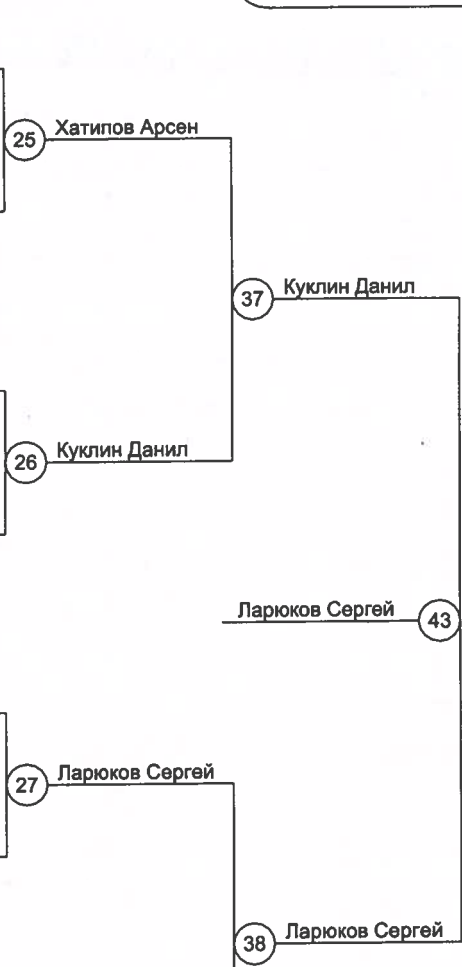 25 Хатипов Арсен
37 Куклин Данил
26 Куклин Данил
Ларюков Сергей 43
27 Ларюков Сергей
38 Ларюков Сергей